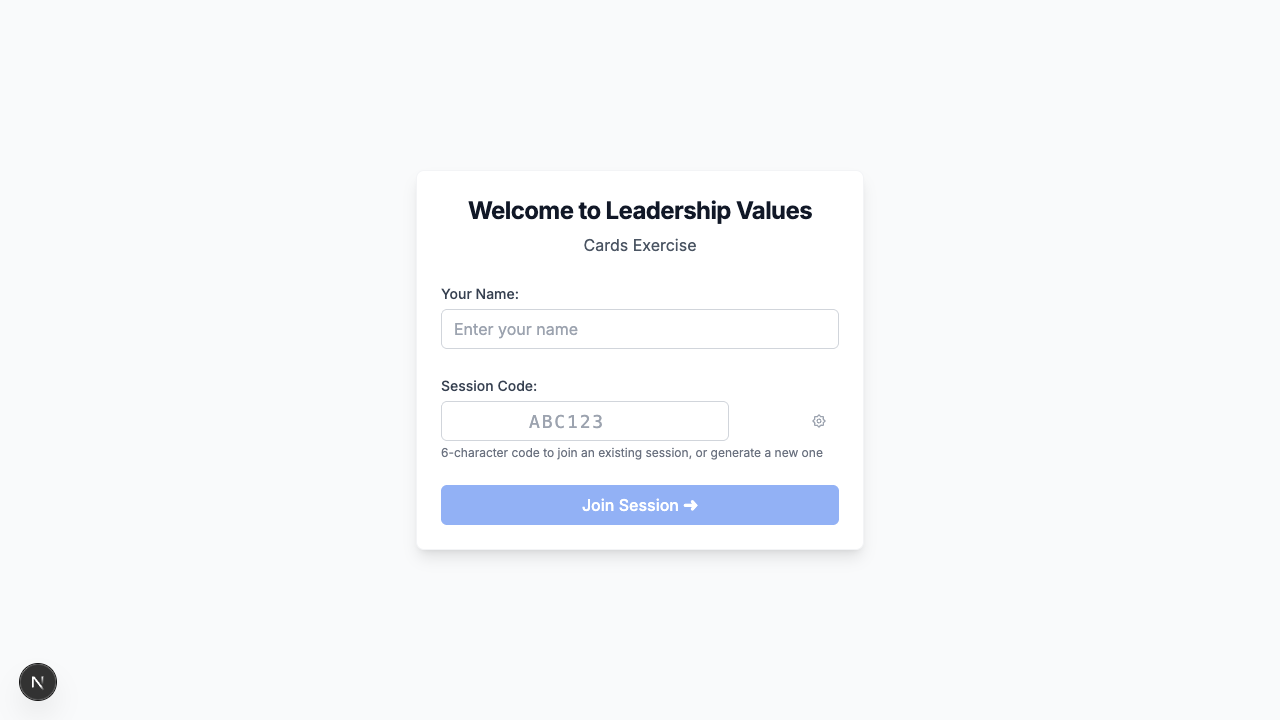 Welcome to Leadership Values
Cards Exercise
Your Name:
Enter your name
Session Code:
ABC123
6-character code to join an existing session, or generate a new one
Join Session ➜
N